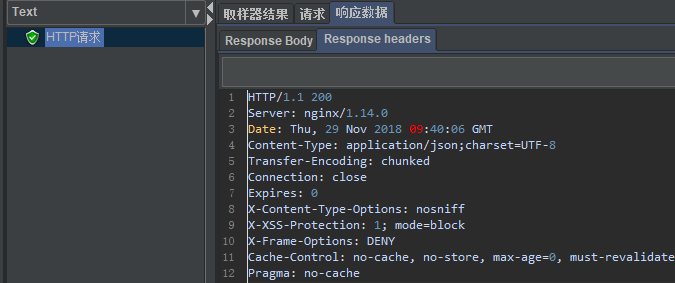 Text
HTTP请求
取样器结果 请求 响应数据
Response Body Response headers
1 HTTP/1.1 200
2 Server: nginx/1.14.0
3 Date: Thu, 29 Nov 2018 09:40:06 GMT
4 Content-Type: application/json;charset=UTF-8
5 Transfer-Encoding: chunked
6 Connection: close
7 Expires: 0
8 X-Content-Type-Options: nosniff
9 X-XSS-Protection: 1; mode=block
10 X-Frame-Options: DENY
11 Cache-Control: no-cache, no-store, max-age=0, must-revalidate
12 Pragma: no-cache